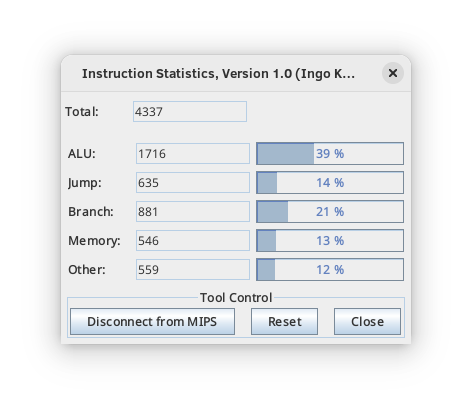 Instruction Statistics, Version 1.0 (Ingo K...
Total: 4337
ALU: 1716 39 %
Jump: 635 14 %
Branch: 881 21 %
Memory: 546 13 %
Other: 559 12 %
Tool Control
Disconnect from MIPS Reset Close